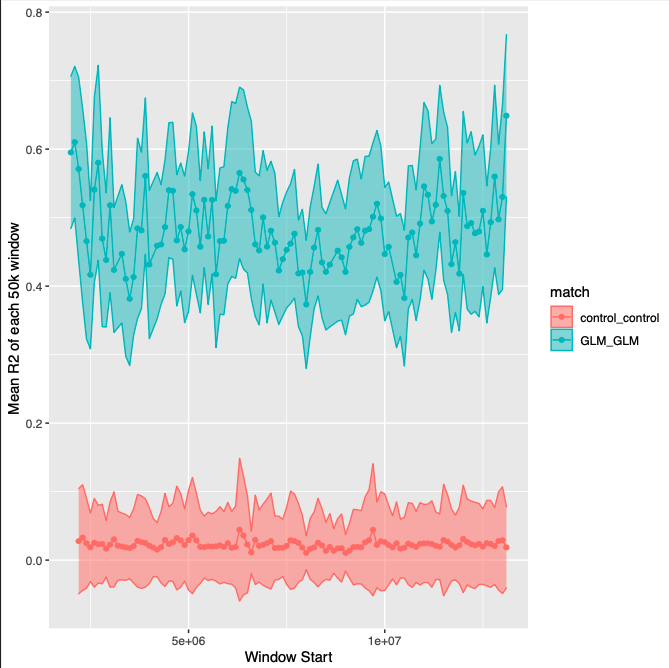 Mean R2 of each 50k window
0.8
0.6
0.4
0.2
0.0
5e+06
1e+07
Window Start
match
control_control
GLM_GLM